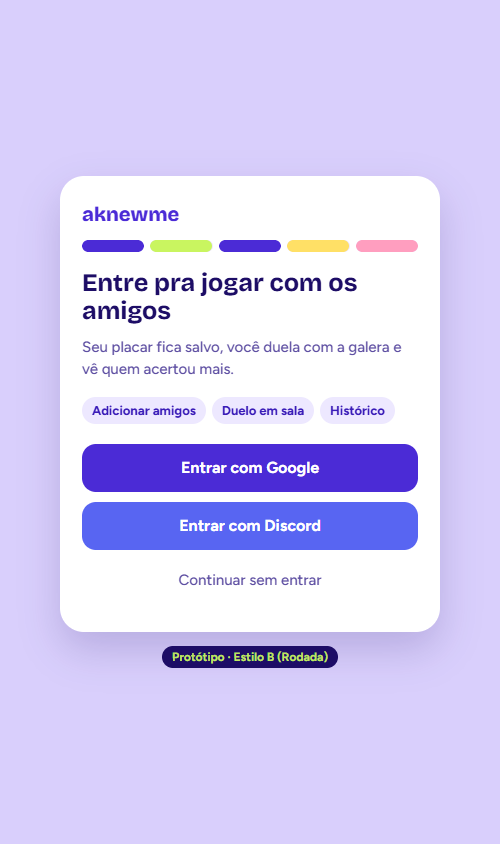 aknewme
Entre pra jogar com os
amigos
Seu placar fica salvo, você duela com a galera e
vê quem acertou mais.
Adicionar amigos
Duelo em sala
Histórico
Entrar com Google
Entrar com Discord
Continuar sem entrar
Protótipo · Estilo B (Rodada)